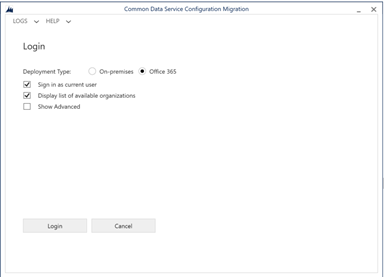 Common Data Service Configuration Migration
LOGS HELP
Login
Deployment Type: On-premises Office 365
Sign in as current user
Display list of available organizations
Show Advanced
Login Cancel